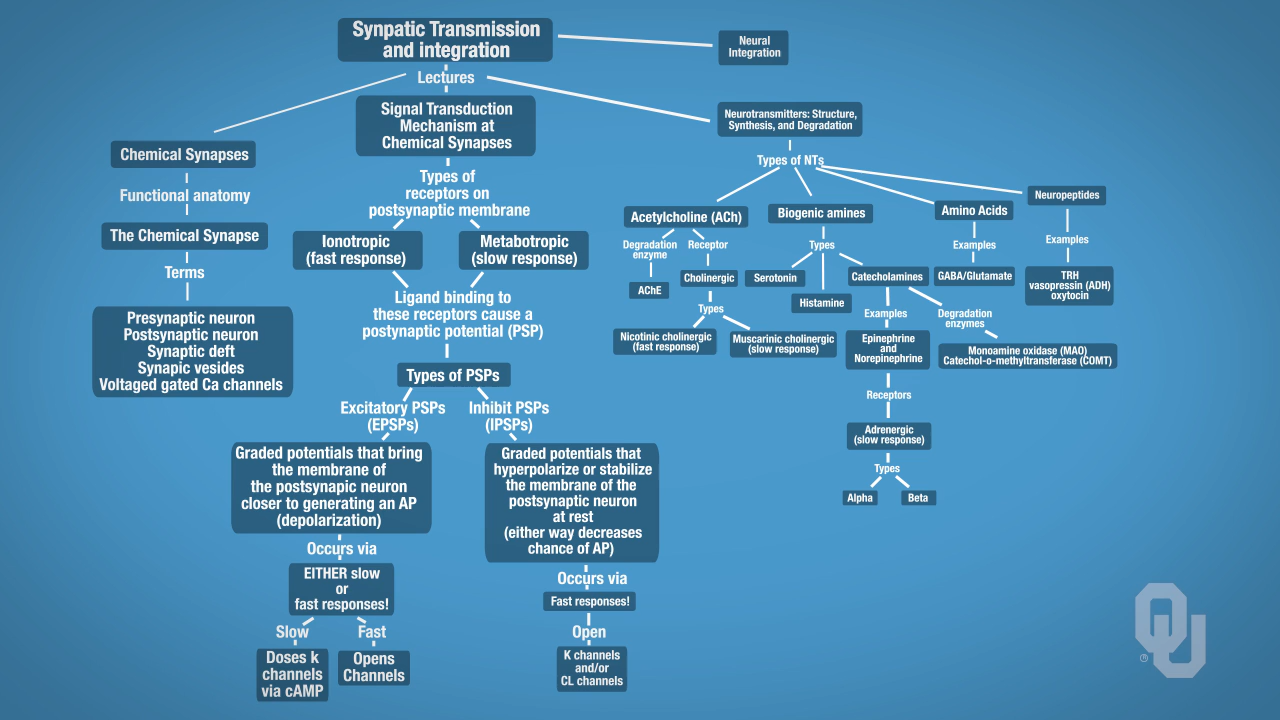 Synpatic Transmission
and integration
Neural
Integration
Lectures
Chemical Synapses
Functional anatomy
The Chemical Synapse
Terms
Presynaptic neuron
Postsynaptic neuron
Synaptic deft
Synapic vesides
Voltaged gated Ca channels
Signal Transduction
Mechanism at
Chemical Synapses
Types of
receptors on
postsynaptic membrane
Ionotropic
(fast response)
Metabotropic
(slow response)
Ligand binding to
these receptors cause a
postynaptic potential (PSP)
Types of PSPs
Excitatory PSPs
(EPSPs)
Inhibit PSPs
(IPSPs)
Graded potentials that bring
the membrane of
the postsynapic neuron
closer to generating an AP
(depolarization)
Occurs via
EITHER slow
or
fast responses!
Slow
Fast
Doses k
channels
via cAMP
Opens
Channels
Graded potentials that
hyperpolarize or stabilize
the membrane of the
postsynaptic neuron
at rest
(either way decreases
chance of AP)
Occurs via
Fast responses!
Open
K channels
and/or
CL channels
Neurotransmitters: Structure,
Synthesis, and Degradation
Types of NTs
Acetylcholine (ACh)
Degradation
enzyme
Receptor
AChE
Cholinergic
Types
Nicotinic cholinergic
(fast response)
Muscarinic cholinergic
(slow response)
Biogenic amines
Types
Serotonin
Histamine
Catecholamines
Examples
Degradation
enzymes
Epinephrine
and
Norepinephrine
Monoamine oxidase (MAO)
Catechol-o-methyltransferase (COMT)
Receptors
Adrenergic
(slow response)
Types
Alpha
Beta
Amino Acids
Examples
GABA/Glutamate
Neuropeptides
Examples
TRH
vasopressin (ADH)
oxytocin
OU
®